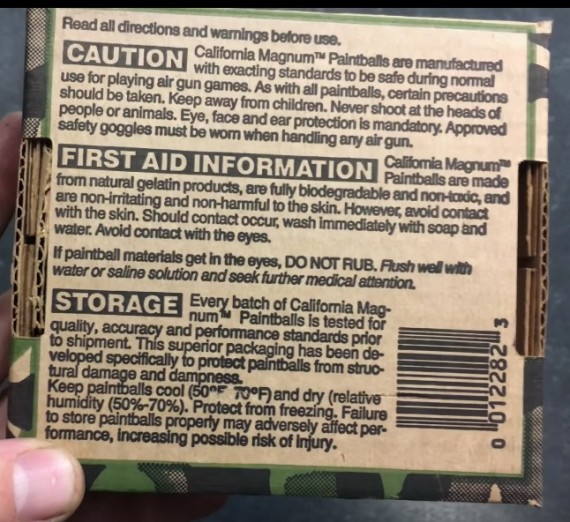 Read all directions and warnings before use.
CAUTION California Magnum™ Paintballs are manufactured
with exacting standards to be safe during normal
use for playing air gun games. As with all paintballs, certain precautions
should be taken. Keep away from children. Never shoot at the heads of
people or animals. Eye, face and ear protection is mandatory. Approved
safety goggles must be worn when handling any air gun.
FIRST AID INFORMATION California Magnum™
Paintballs are made
from natural gelatin products, are fully biodegradable and non-toxic, and
are non-irritating and non-harmful to the skin. However, avoid contact
with the skin. Should contact occur, wash immediately with soap and
water. Avoid contact with the eyes.
If paintball materials get in the eyes, DO NOT RUB. Flush well with
water or saline solution and seek further medical attention.
STORAGE Every batch of California Mag-
num™ Paintballs is tested for
quality, accuracy and performance standards prior
to shipment. This superior packaging has been de-
veloped specifically to protect paintballs from struc-
tural damage and dampness.
Keep paintballs cool (50°F 70°F) and dry (relative
humidity (50%-70%). Protect from freezing. Failure
to store paintballs properly may adversely affect per-
formance, increasing possible risk of injury.
0 012282 3